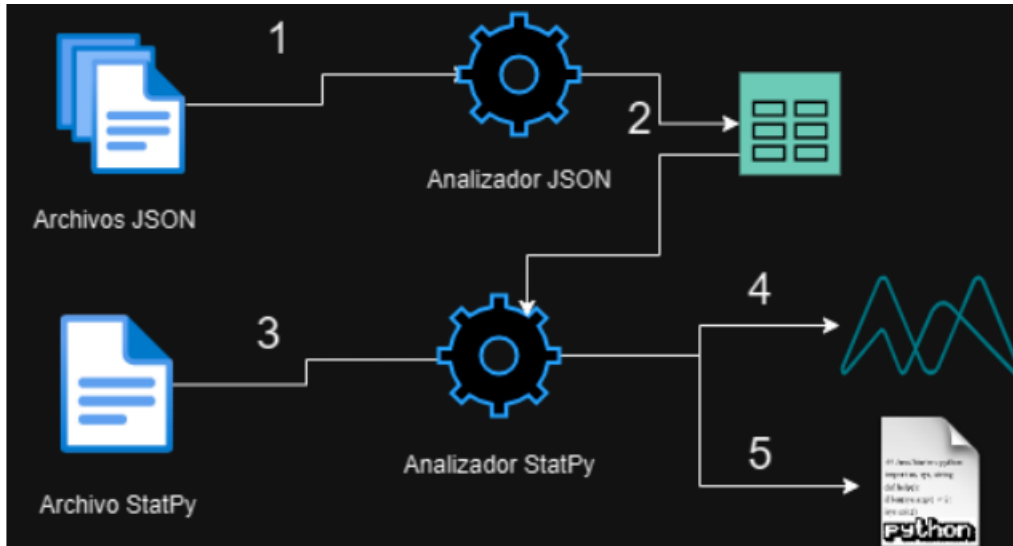 1
2
Analizador JSON
Archivos JSON
3
4
Analizador StatPy
5
Archivo StatPy
python